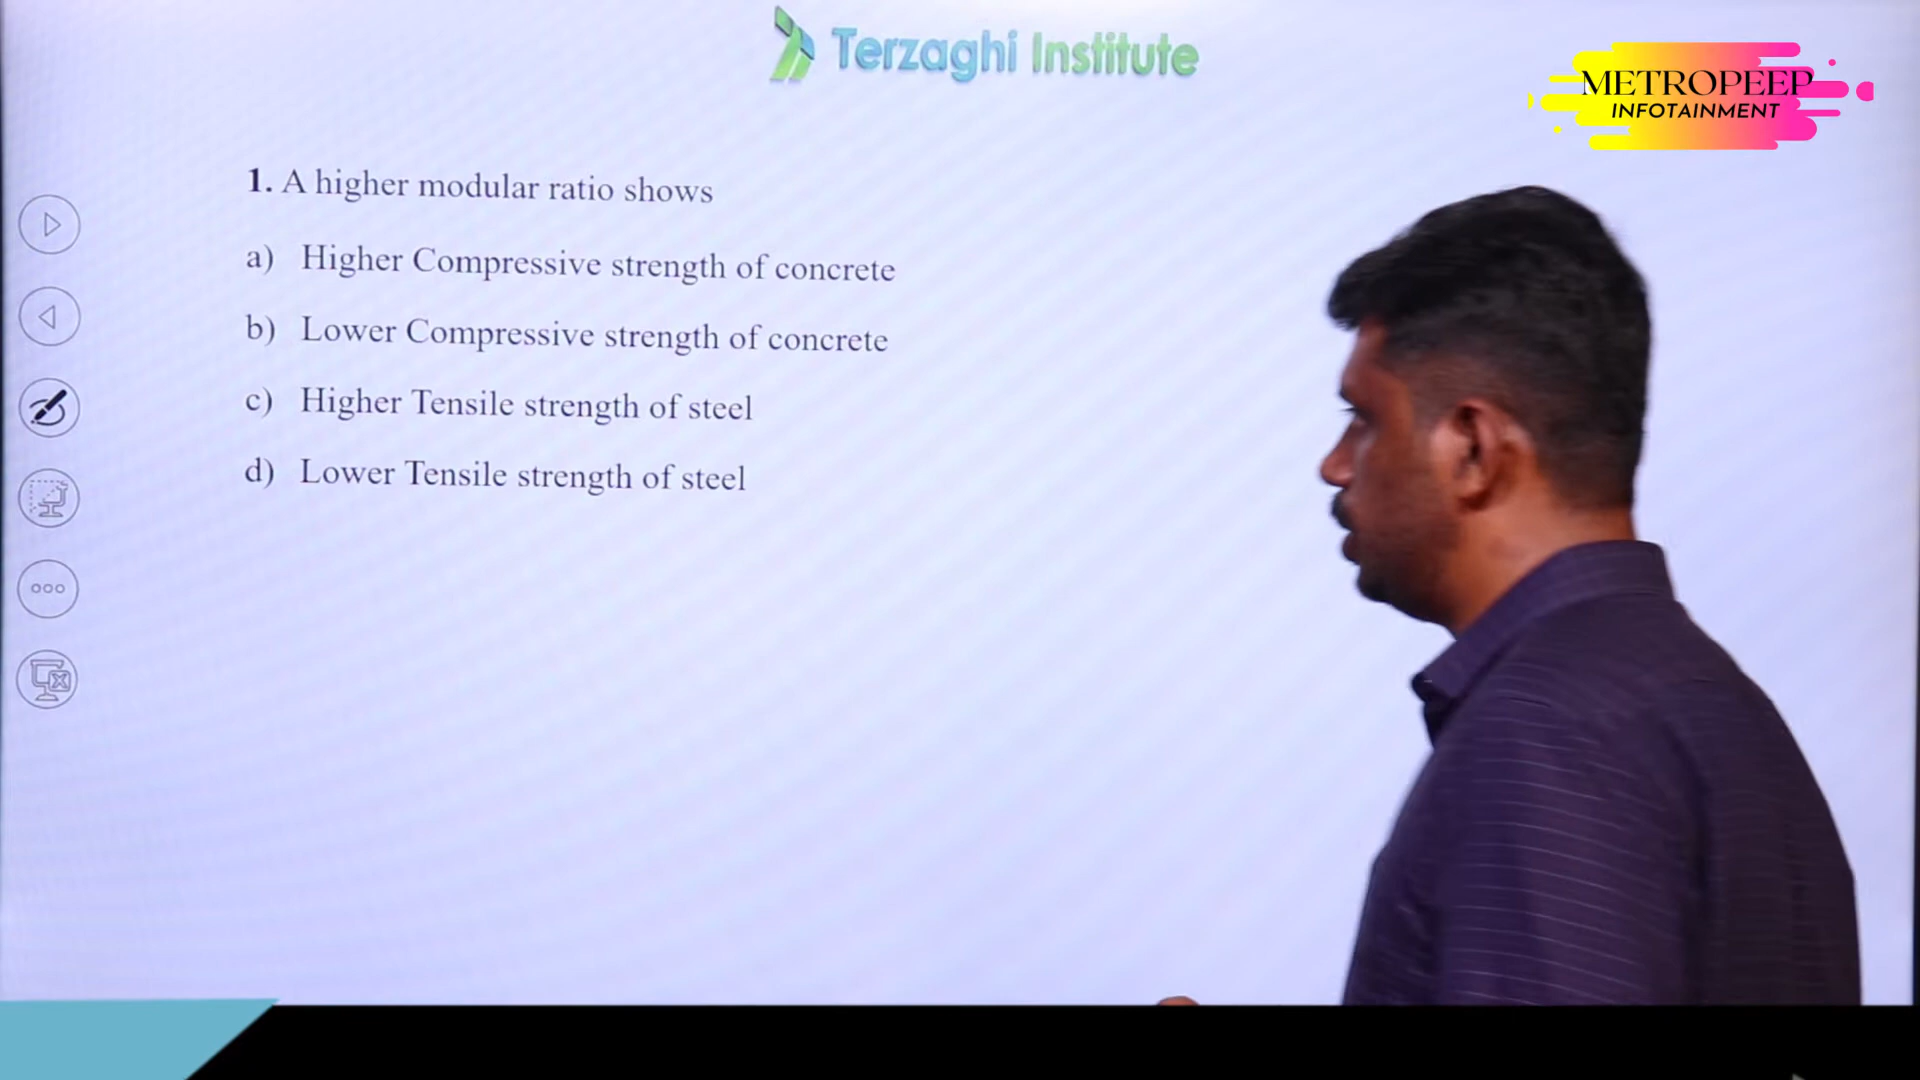 Terzaghi Institute
METROPEEP
INFOTAINMENT
1. A higher modular ratio shows
a) Higher Compressive strength of concrete
b) Lower Compressive strength of concrete
c) Higher Tensile strength of steel
d) Lower Tensile strength of steel